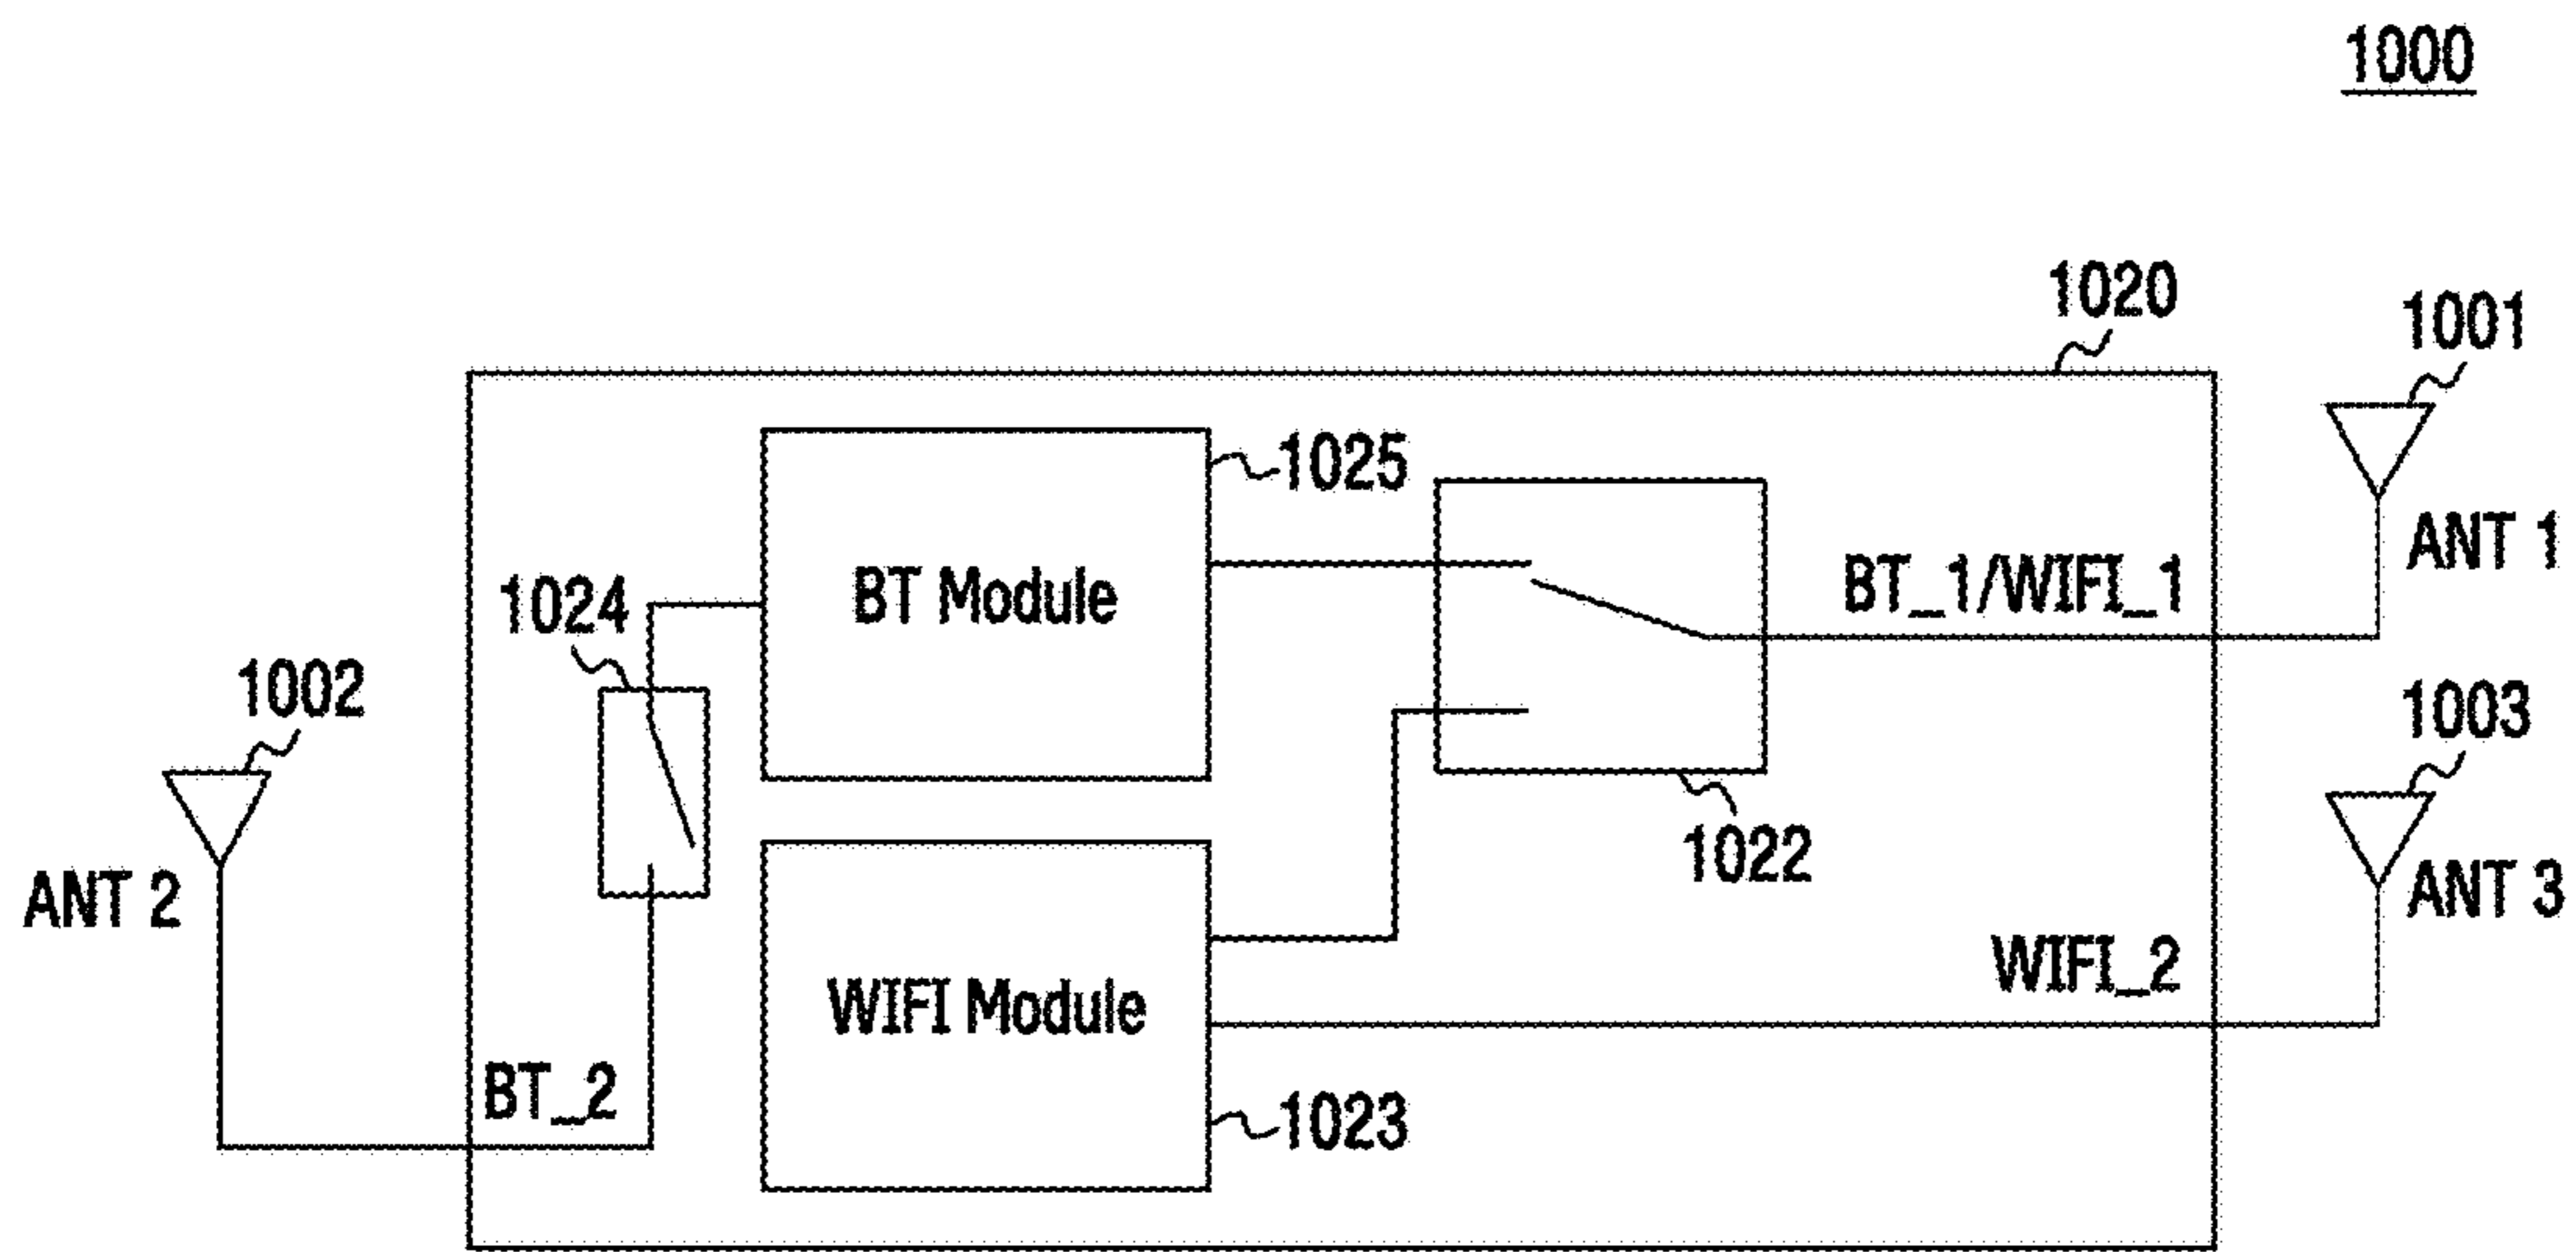 1000
1020
1001
1025
BT Module
BT_1/WIFI_1
ANT 1
1024
1002
1003
1022
ANT 2
ANT 3
WIFI_2
WIFI Module
BT_2
1023